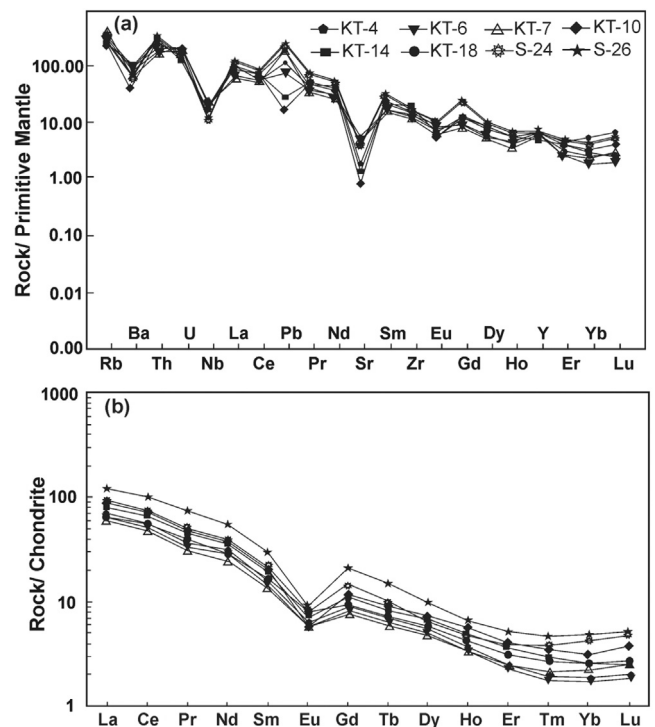 (a)
KT-4 KT-6 KT-7 KT-10
KT-14 KT-18 S-24 S-26
Rock/ Primitive Mantle
100.00
10.00
1.00
0.10
0.01
0.00
Ba U La Pb Nd Sm Eu Dy Y Yb
Rb Th Nb Ce Pr Sr Zr Gd Ho Er Lu
(b)
Rock/ Chondrite
1000
100
10
1
La Ce Pr Nd Sm Eu Gd Tb Dy Ho Er Tm Yb Lu